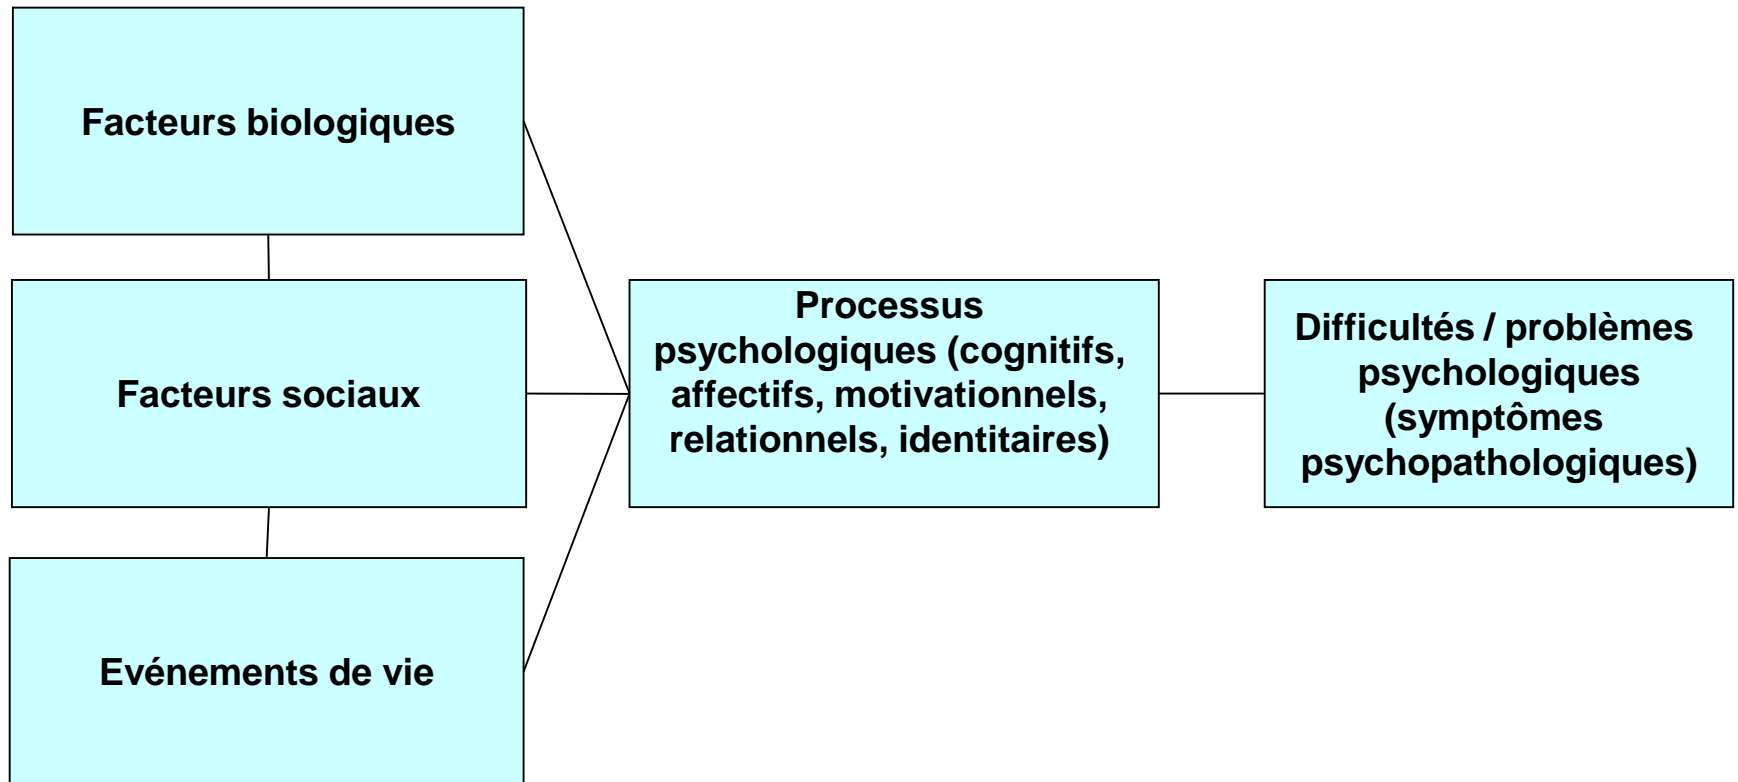 Facteurs biologiques
Facteurs sociaux
Evénements de vie
Processus
psychologiques (cognitifs,
affectifs, motivationnels,
relationnels, identitaires)
Difficultés / problèmes
psychologiques
(symptômes
psychopathologiques)